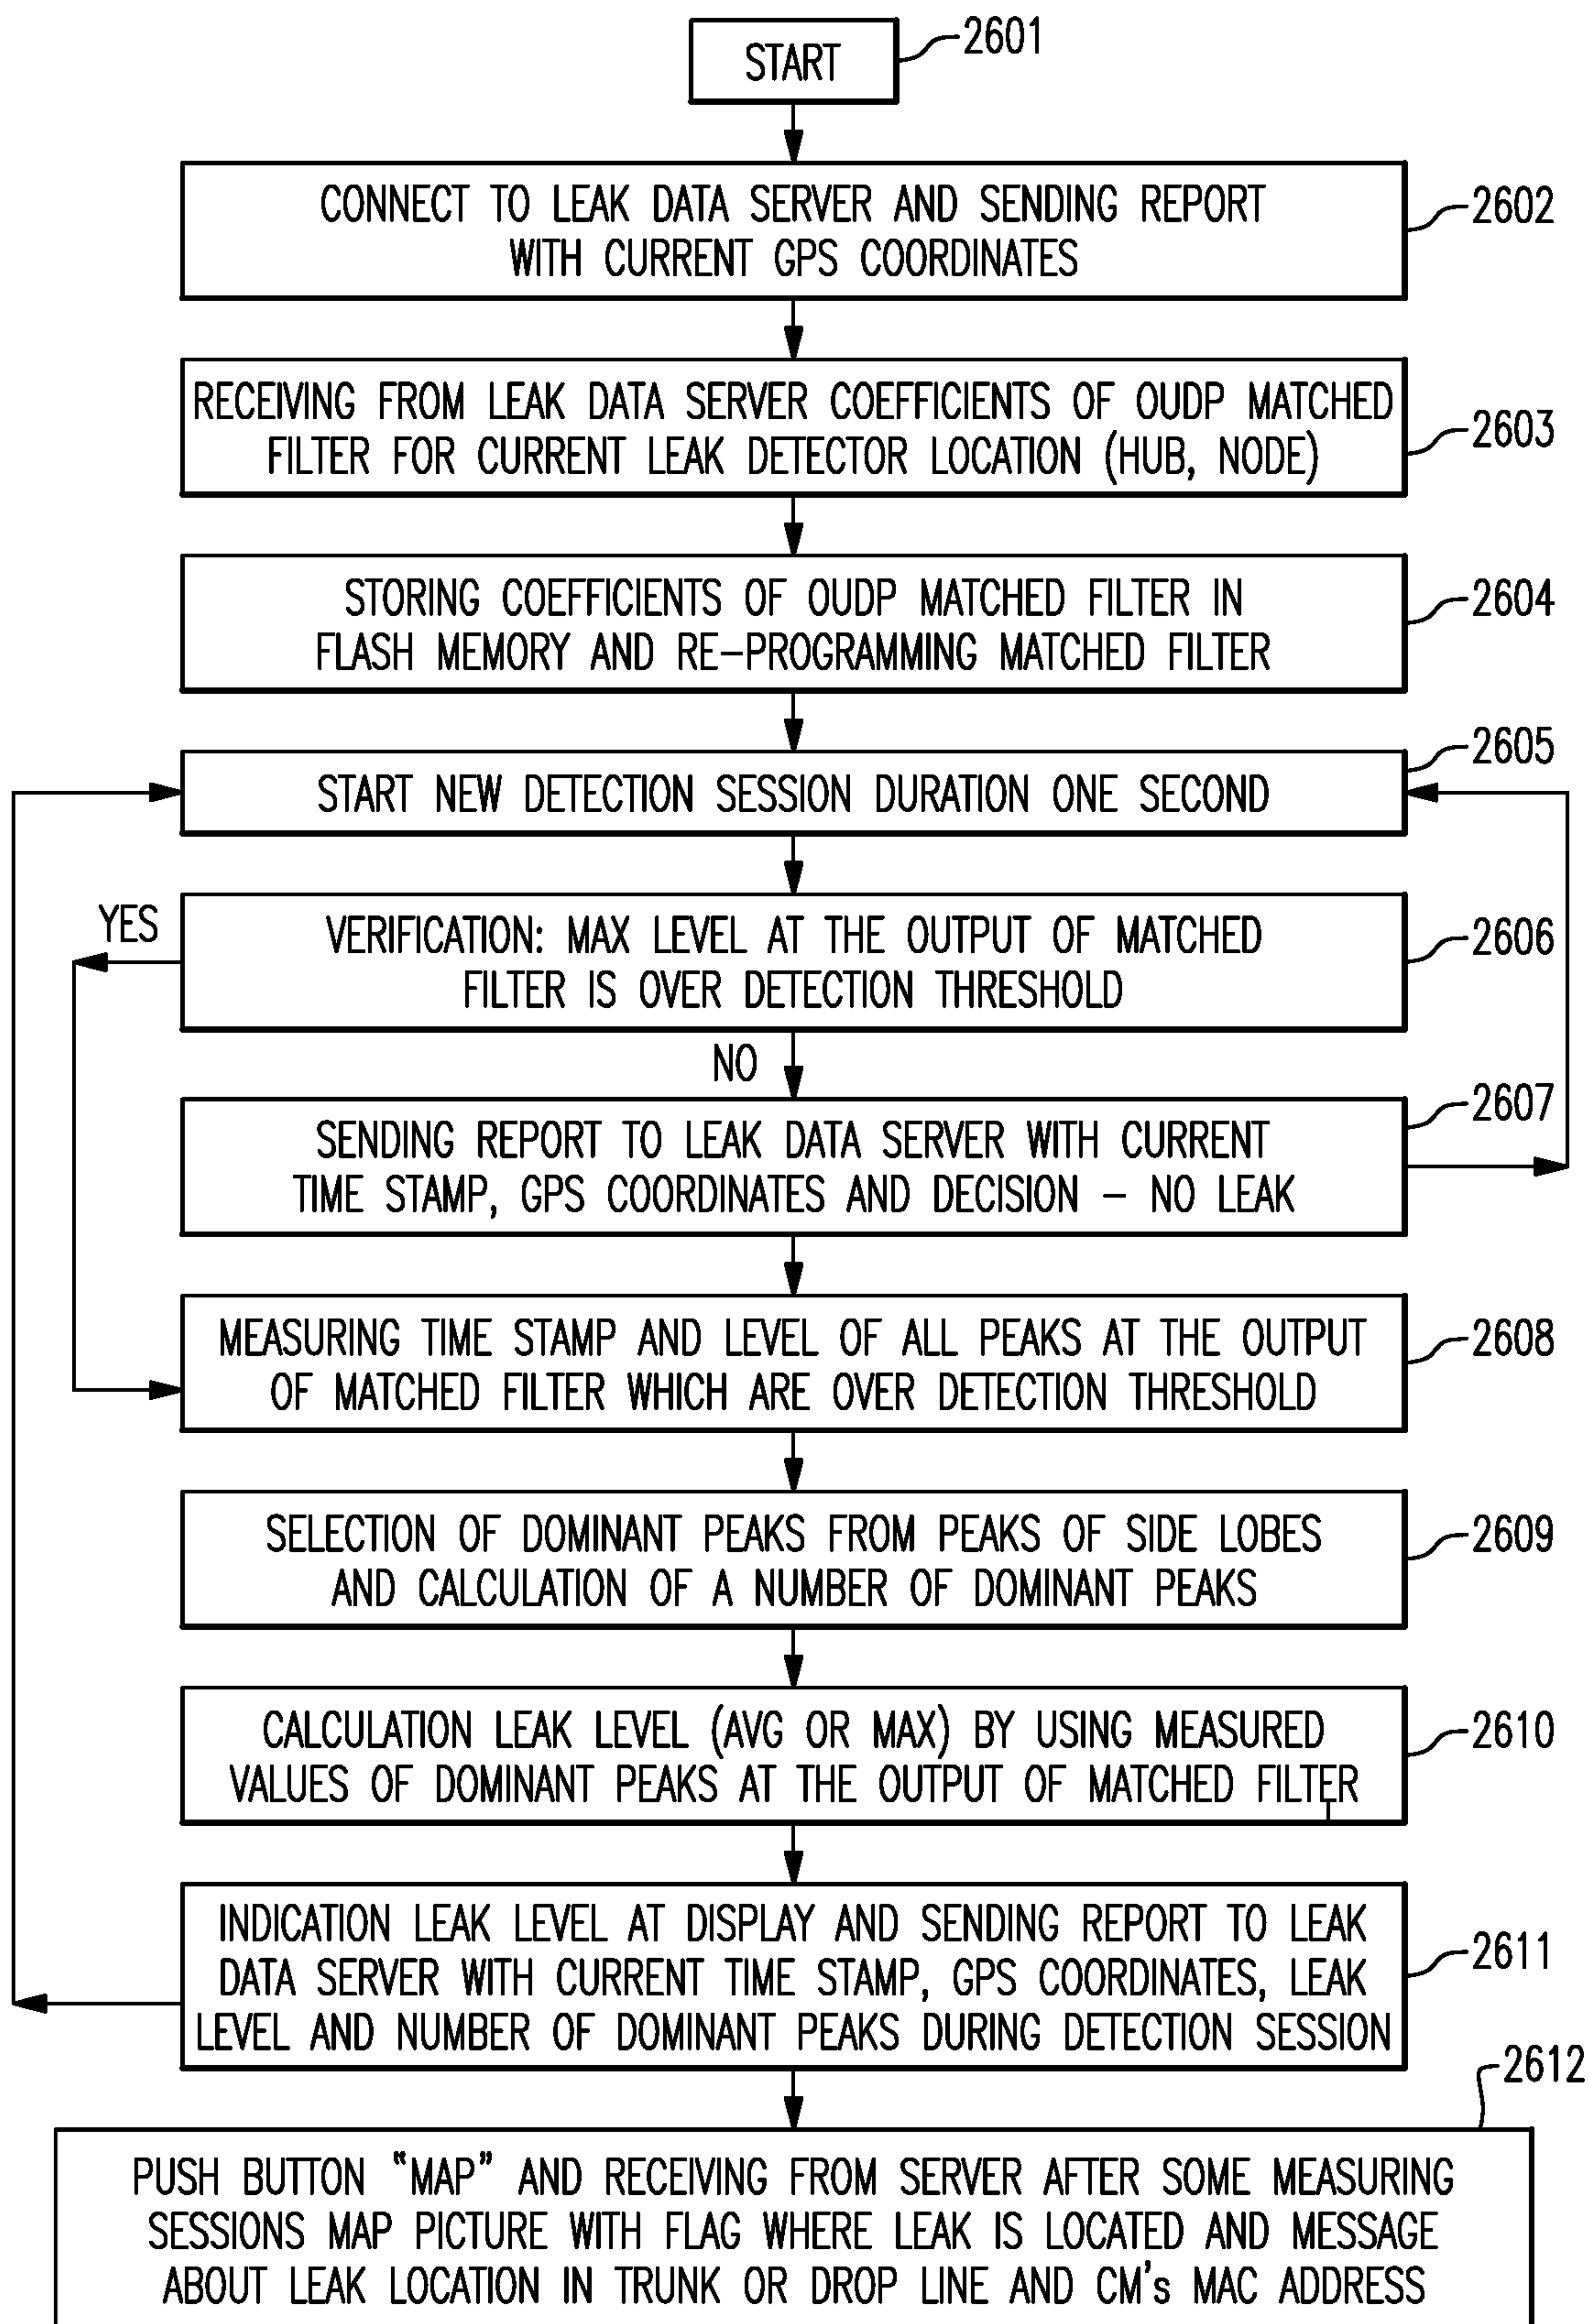 START
2601
CONNECT TO LEAK DATA SERVER AND SENDING REPORT
WITH CURRENT GPS COORDINATES
2602
RECEIVING FROM LEAK DATA SERVER COEFFICIENTS OF OUDP MATCHED
FILTER FOR CURRENT LEAK DETECTOR LOCATION (HUB, NODE)
2603
STORING COEFFICIENTS OF OUDP MATCHED FILTER IN
FLASH MEMORY AND RE-PROGRAMMING MATCHED FILTER
2604
START NEW DETECTION SESSION DURATION ONE SECOND
2605
YES
VERIFICATION: MAX LEVEL AT THE OUTPUT OF MATCHED
FILTER IS OVER DETECTION THRESHOLD
2606
NO
SENDING REPORT TO LEAK DATA SERVER WITH CURRENT
TIME STAMP, GPS COORDINATES AND DECISION – NO LEAK
2607
MEASURING TIME STAMP AND LEVEL OF ALL PEAKS AT THE OUTPUT
OF MATCHED FILTER WHICH ARE OVER DETECTION THRESHOLD
2608
SELECTION OF DOMINANT PEAKS FROM PEAKS OF SIDE LOBES
AND CALCULATION OF A NUMBER OF DOMINANT PEAKS
2609
CALCULATION LEAK LEVEL (AVG OR MAX) BY USING MEASURED
VALUES OF DOMINANT PEAKS AT THE OUTPUT OF MATCHED FILTER
2610
INDICATION LEAK LEVEL AT DISPLAY AND SENDING REPORT TO LEAK
DATA SERVER WITH CURRENT TIME STAMP, GPS COORDINATES, LEAK
LEVEL AND NUMBER OF DOMINANT PEAKS DURING DETECTION SESSION
2611
2612
PUSH BUTTON “MAP” AND RECEIVING FROM SERVER AFTER SOME MEASURING
SESSIONS MAP PICTURE WITH FLAG WHERE LEAK IS LOCATED AND MESSAGE
ABOUT LEAK LOCATION IN TRUNK OR DROP LINE AND CM's MAC ADDRESS